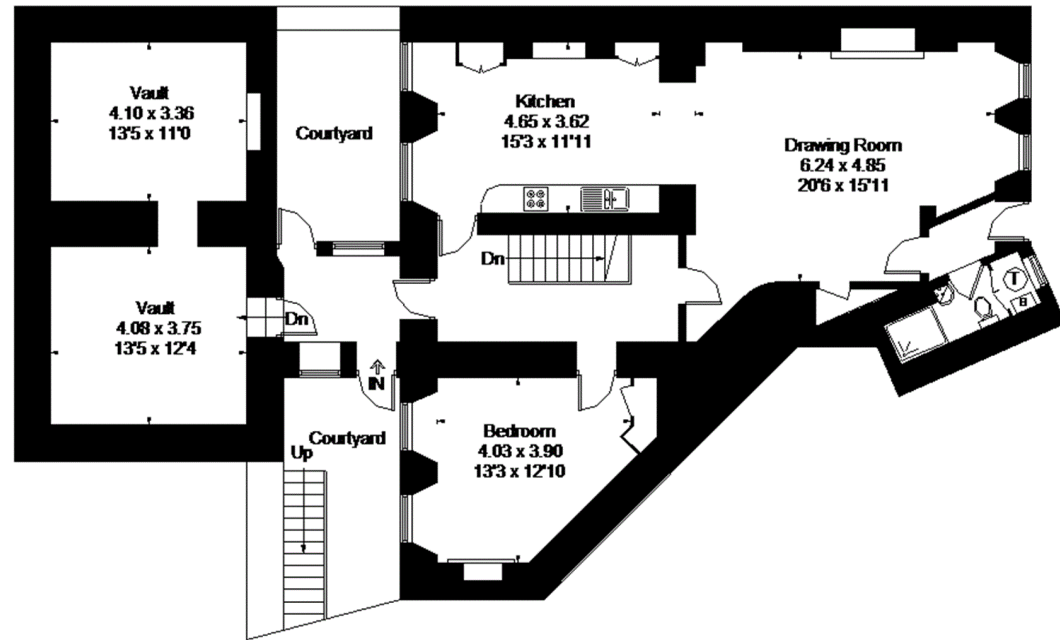 Vault
4.10 x 3.36
13'5 x 11'0
Courtyard
Kitchen
4.65 x 3.62
15'3 x 11'11
Drawing Room
6.24 x 4.85
20'6 x 15'11
Dn
Vault
4.08 x 3.75
13'5 x 12'4
Dn
T
B
IN
Courtyard
Up
Bedroom
4.03 x 3.90
13'3 x 12'10